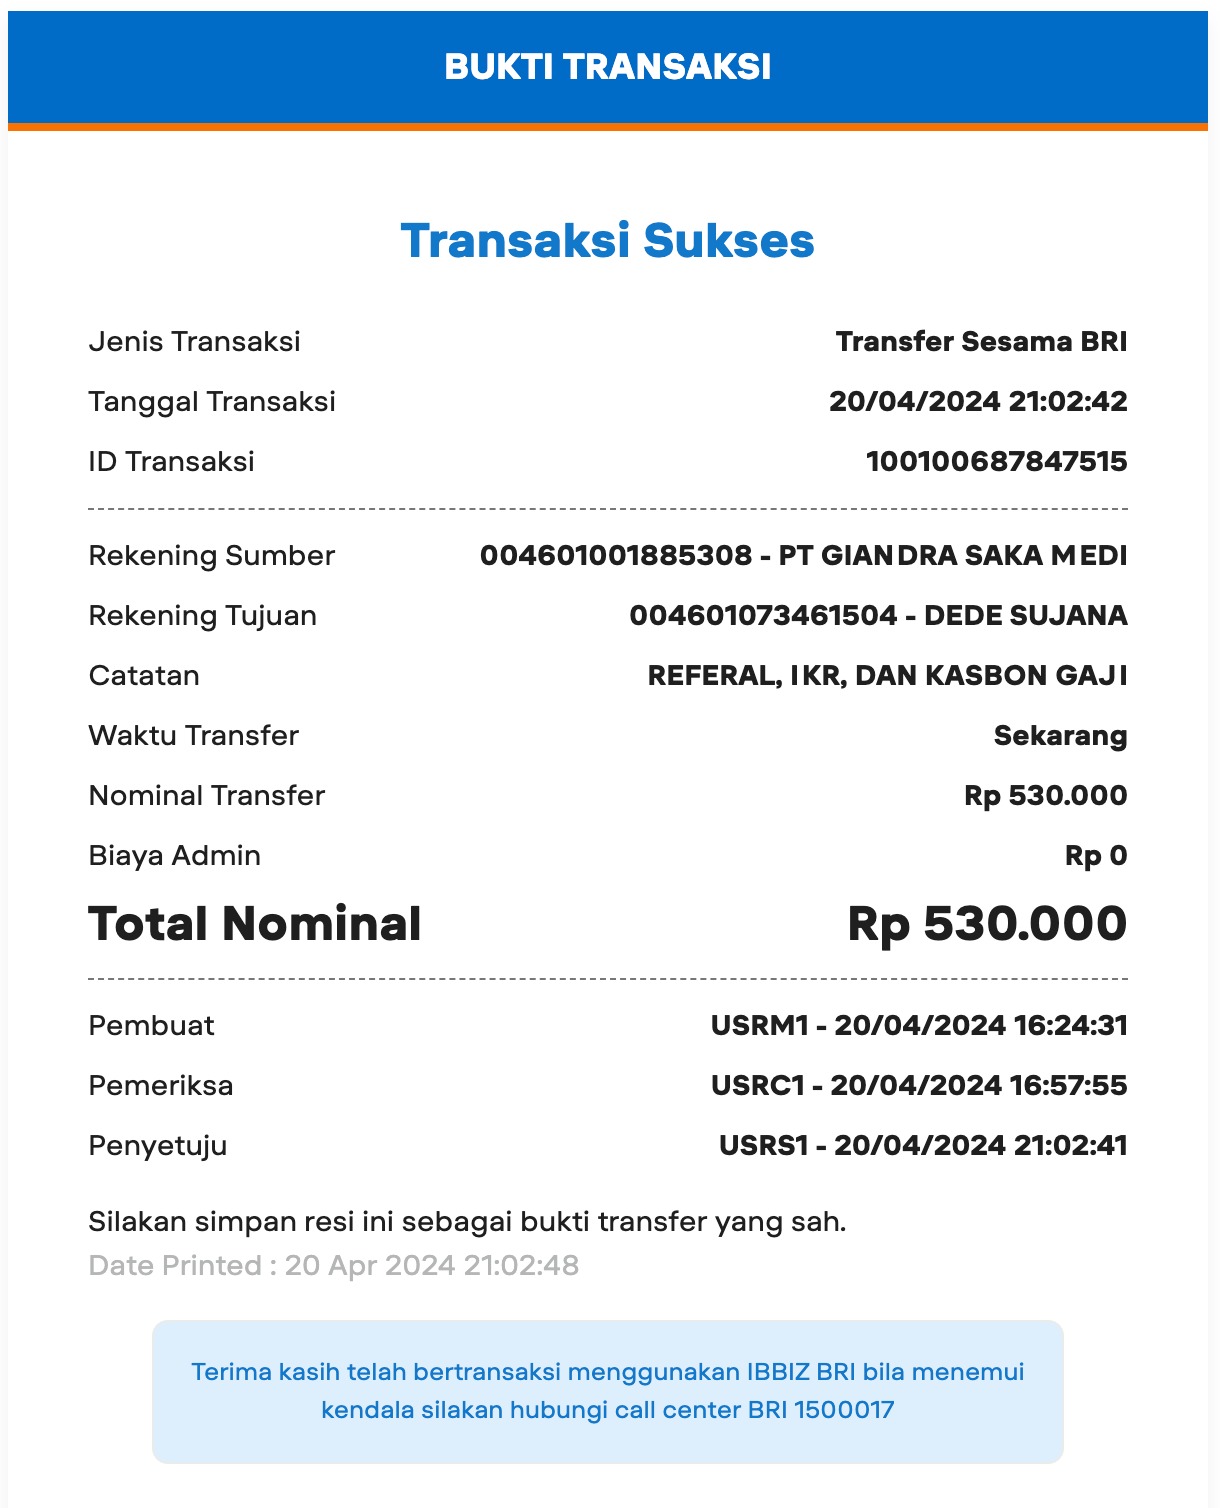 BUKTI TRANSAKSI
Transaksi Sukses
Jenis Transaksi Transfer Sesama BRI
Tanggal Transaksi 20/04/2024 21:02:42
ID Transaksi 100100687847515
Rekening Sumber 004601001885308 - PT GIANDRA SAKA MEDI
Rekening Tujuan 004601073461504 - DEDE SUJANA
Catatan REFERAL, IKR, DAN KASBON GAJI
Waktu Transfer Sekarang
Nominal Transfer Rp 530.000
Biaya Admin Rp 0
Total Nominal Rp 530.000
Pembuat USRM1 - 20/04/2024 16:24:31
Pemeriksa USRC1 - 20/04/2024 16:57:55
Penyetuju USRS1 - 20/04/2024 21:02:41
Silakan simpan resi ini sebagai bukti transfer yang sah.
Date Printed : 20 Apr 2024 21:02:48
Terima kasih telah bertransaksi menggunakan IBBIZ BRI bila menemui
kendala silakan hubungi call center BRI 1500017